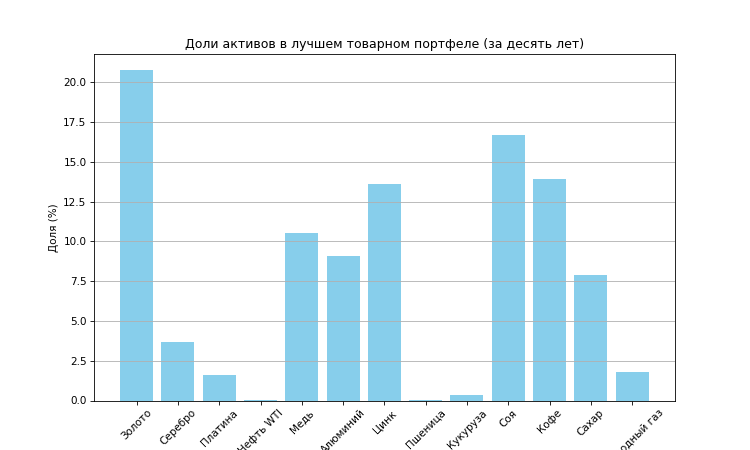 Доли активов в лучшем товарном портфеле (за десять лет)
Доля (%)
20.0
17.5
15.0
12.5
10.0
7.5
5.0
2.5
0.0
Золото
Серебро
Платина
Нефть WTI
Медь
Алюминий
Цинк
Пшеница
Кукуруза
Соя
Кофе
Сахар
газ